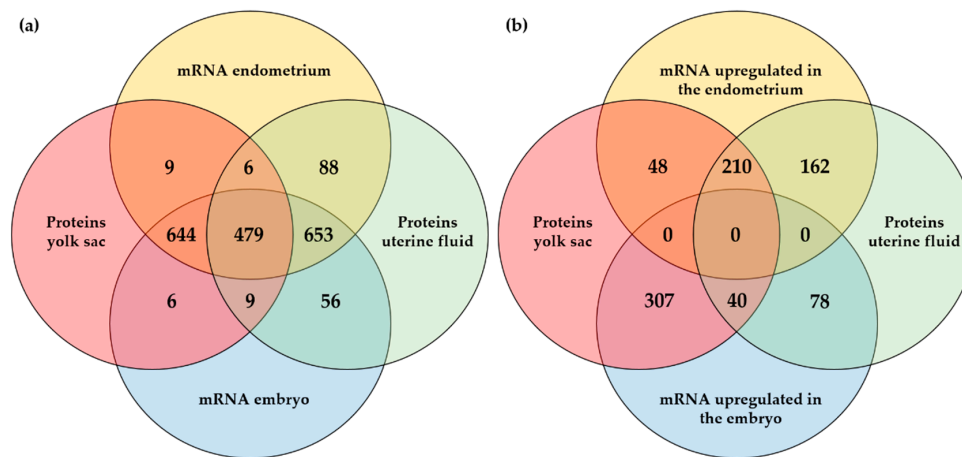 (a)
mRNA endometrium
9
6
88
Proteins
yolk sac
644
479
653
Proteins
uterine fluid
6
9
56
mRNA embryo
(b)
mRNA upregulated in
the endometrium
48
210
162
Proteins
yolk sac
0
0
0
Proteins
uterine fluid
307
40
78
mRNA upregulated in
the embryo